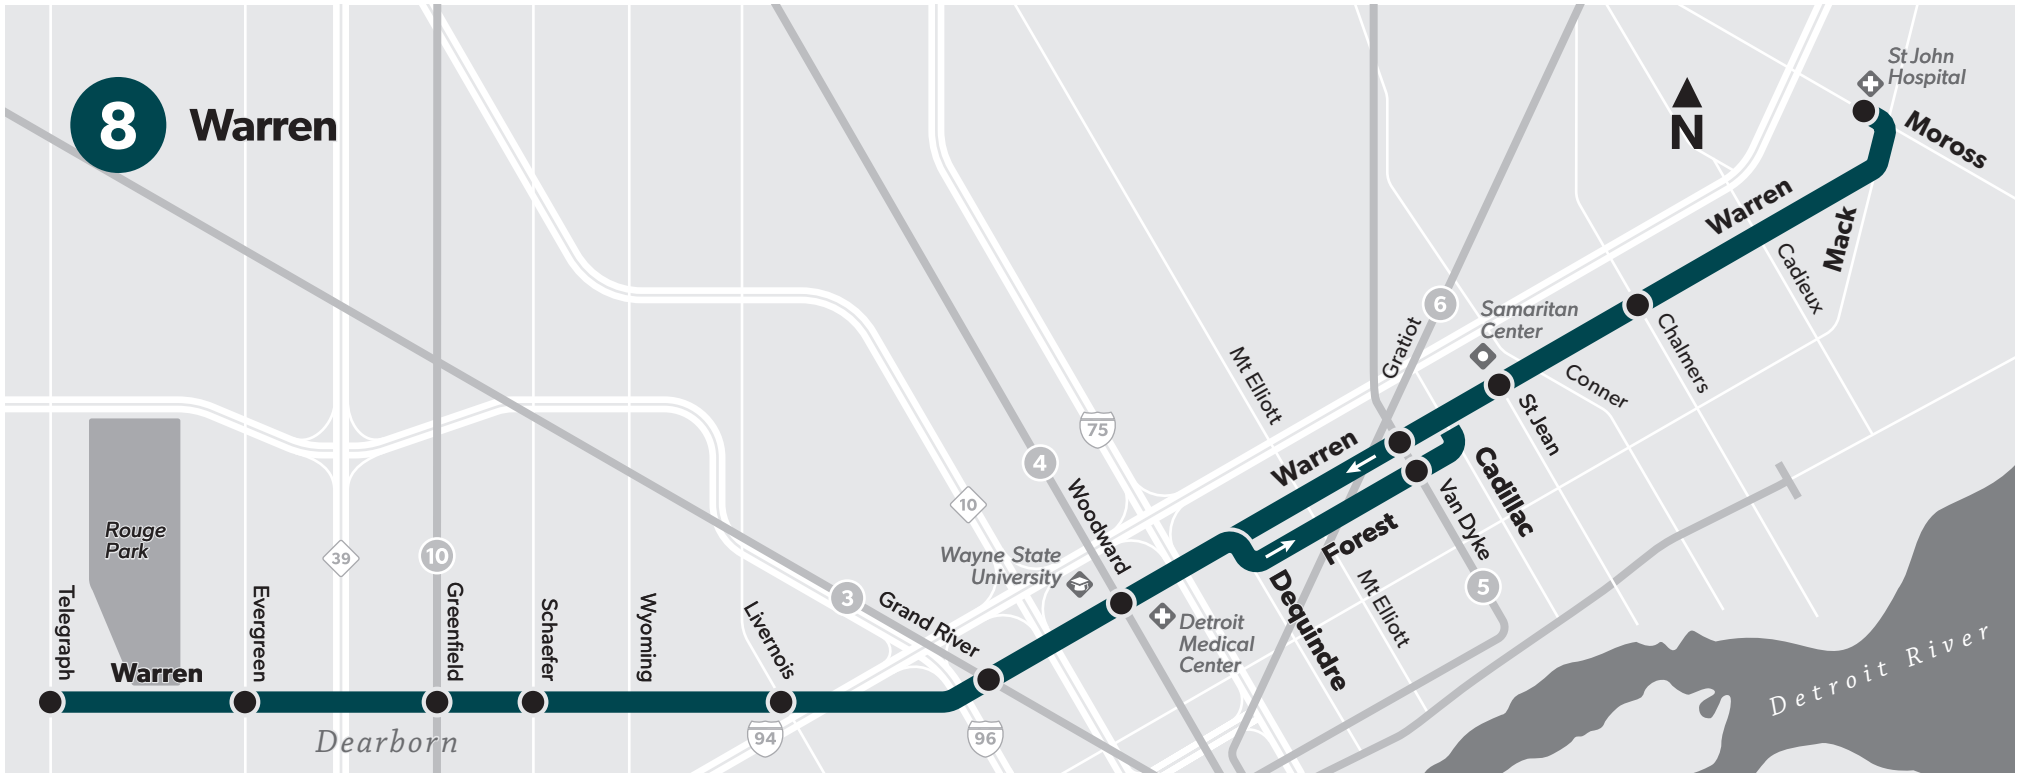 8
Warren
N
St John
Hospital
Moross
Warren
Mack
Cadieux
6
Samaritan
Center
Gratiot
Chalmers
Mt Elliott
Conner
St Jean
75
4
Warren
Woodward
Cadillac
Van Dyke
10
Forest
Rouge
Park
39
10
Wayne State
University
Dequindre
Mt Elliott
5
Telegraph
Evergreen
Greenfield
Schaefer
Wyoming
Livernois
3
Grand River
Detroit
Medical
Center
Warren
Dearborn
94
96
Detroit River